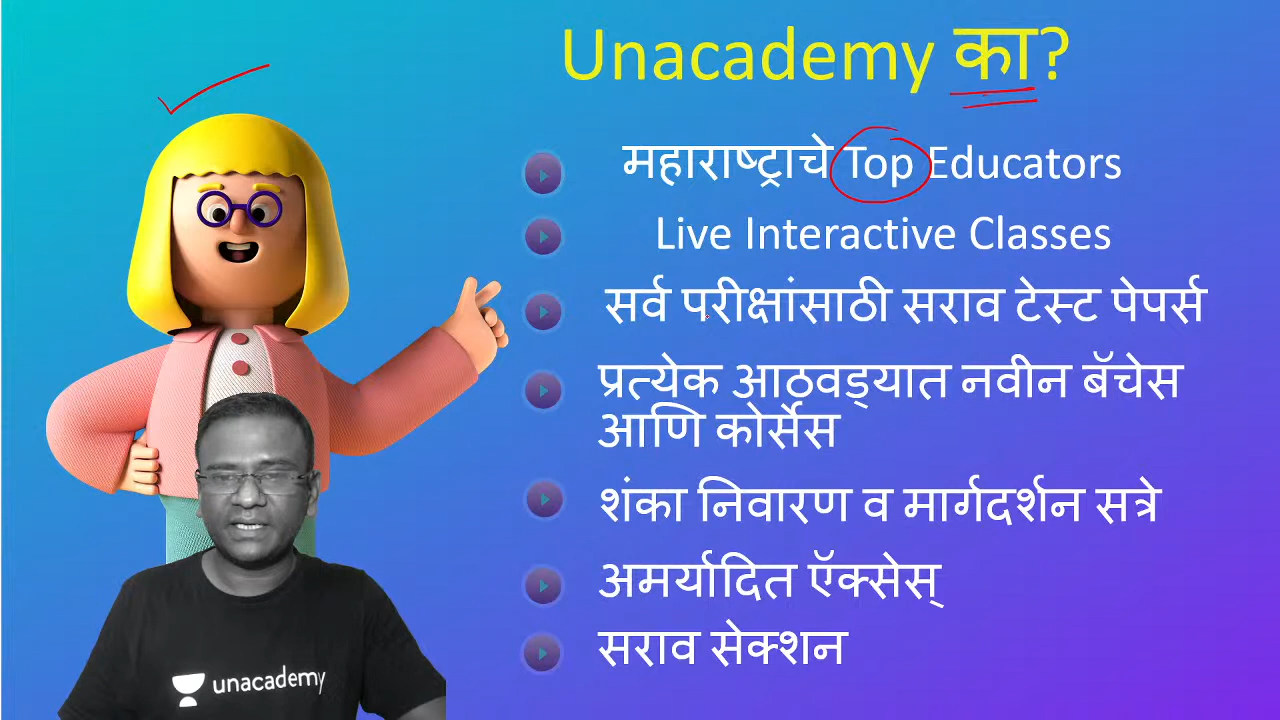 Unacademy का?
महाराष्ट्राचे Top Educators
Live Interactive Classes
सर्व परीक्षांसाठी सराव टेस्ट पेपर्स
प्रत्येक आठवड्यात नवीन बॅचेस
आणि कोर्सेस
शंका निवारण व मार्गदर्शन सत्रे
अमर्यादित ऍक्सेस्
सराव सेक्शन
unacademy